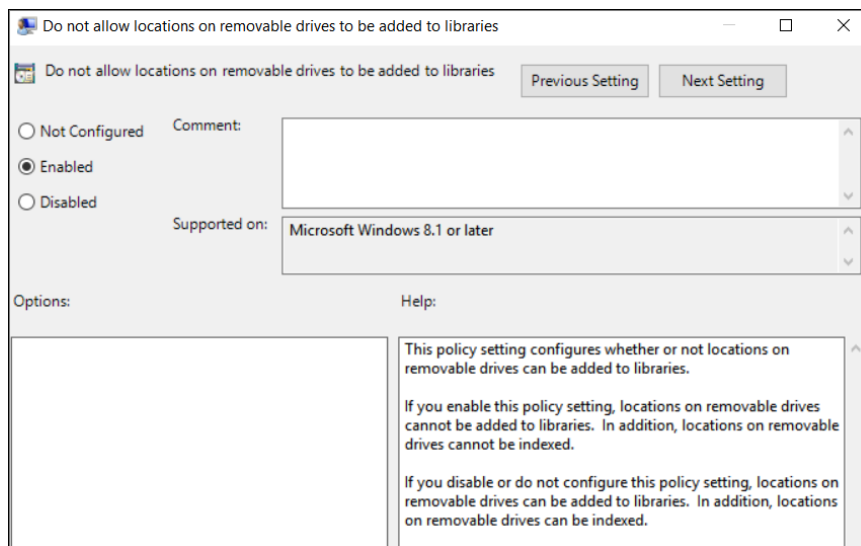 Do not allow locations on removable drives to be added to libraries
Do not allow locations on removable drives to be added to libraries
Previous Setting
Next Setting
Not Configured
Comment:
Enabled
Disabled
Supported on:
Microsoft Windows 8.1 or later
Options:
Help:
This policy setting configures whether or not locations on
removable drives can be added to libraries.
If you enable this policy setting, locations on removable drives
cannot be added to libraries.  In addition, locations on removable
drives cannot be indexed.
If you disable or do not configure this policy setting, locations on
removable drives can be added to libraries.  In addition, locations
on removable drives can be indexed.